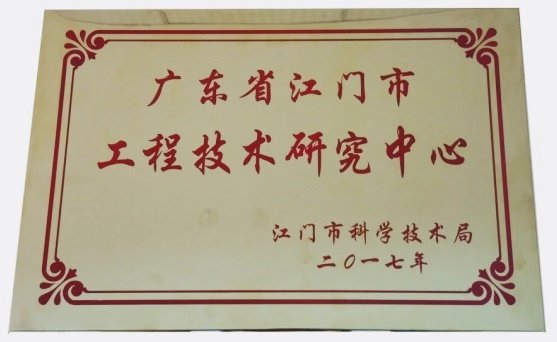 广东省江门市
工程技术研究中心
江门市科学技术局
二〇一七年